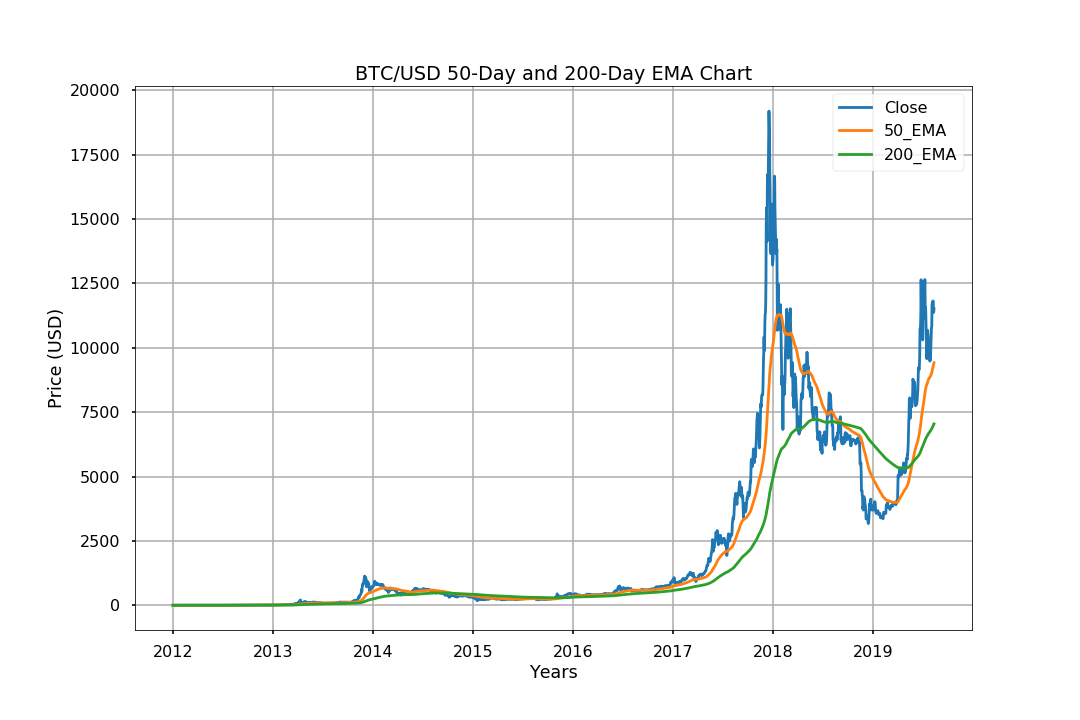 BTC/USD 50-Day and 200-Day EMA Chart
20000
17500
15000
12500
10000
7500
5000
2500
0
Price (USD)
Close
50_EMA
200_EMA
2012 2013 2014 2015 2016 2017 2018 2019
Years